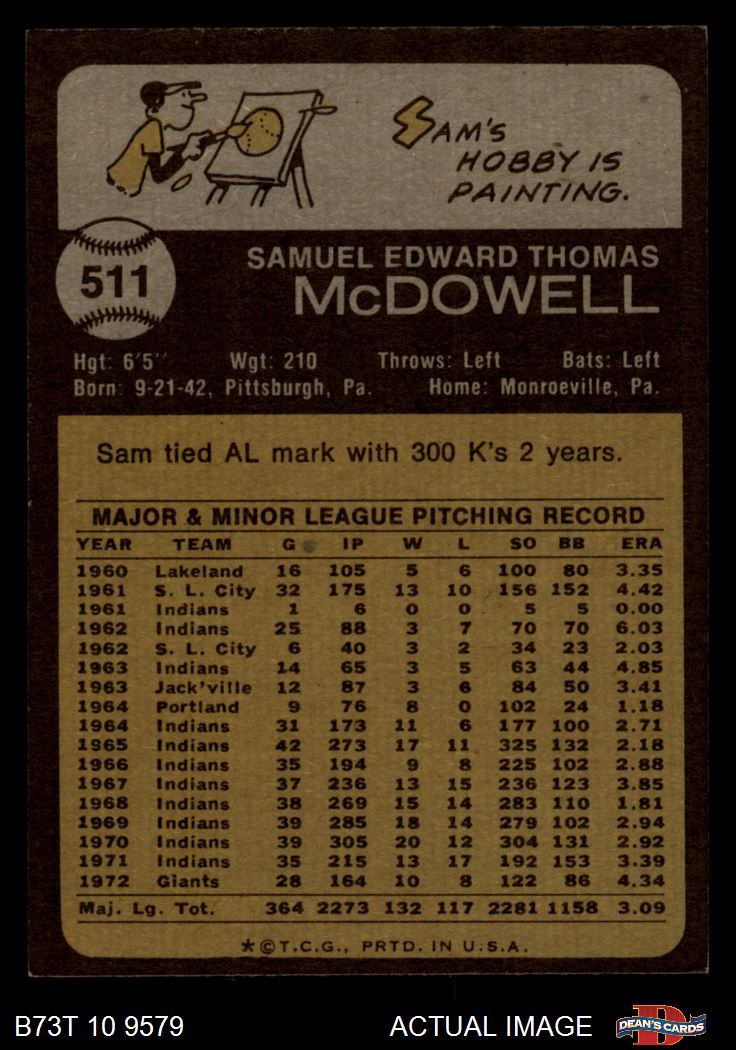 SAM'S
HOBBY IS
PAINTING.
511
SAMUEL EDWARD THOMAS
McDOWELL
Hgt: 6'5" Wgt: 210 Throws: Left Bats: Left
Born: 9-21-42, Pittsburgh, Pa. Home: Monroeville, Pa.
Sam tied AL mark with 300 K's 2 years.
MAJOR & MINOR LEAGUE PITCHING RECORD
YEAR TEAM G IP W L SO BB ERA
1960 Lakeland 16 105 5 6 100 80 3.35
1961 S. L. City 32 175 13 10 156 152 4.42
1961 Indians 1 6 0 0 5 5 0.00
1962 Indians 25 88 3 7 70 70 6.03
1962 S. L. City 6 40 3 2 34 23 2.03
1963 Indians 14 65 3 5 63 44 4.85
1963 Jack'ville 12 87 3 6 84 50 3.41
1964 Portland 9 76 8 0 102 24 1.18
1964 Indians 31 173 11 6 177 100 2.71
1965 Indians 42 273 17 11 325 132 2.18
1966 Indians 35 194 9 8 225 102 2.88
1967 Indians 37 236 13 15 236 123 3.85
1968 Indians 38 269 15 14 283 110 1.81
1969 Indians 39 285 18 14 279 102 2.94
1970 Indians 39 305 20 12 304 131 2.92
1971 Indians 35 215 13 17 192 153 3.39
1972 Giants 28 164 10 8 122 86 4.34
Maj. Lg. Tot. 364 2273 132 117 2281 1158 3.09
*©T.C.G., PRTD. IN U.S.A.
B73T 10 9579 ACTUAL IMAGE D DEAN'S CARDS